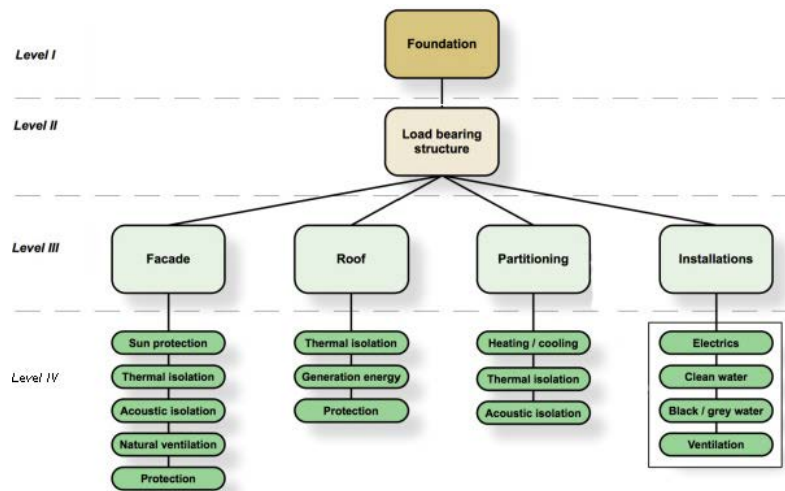 Level I
Foundation
Level II
Load bearing
structure
Level III
Facade
Roof
Partitioning
Installations
Level IV
Sun protection
Thermal isolation
Acoustic isolation
Natural ventilation
Protection
Thermal isolation
Generation energy
Protection
Heating / cooling
Thermal isolation
Acoustic isolation
Electrics
Clean water
Black / grey water
Ventilation